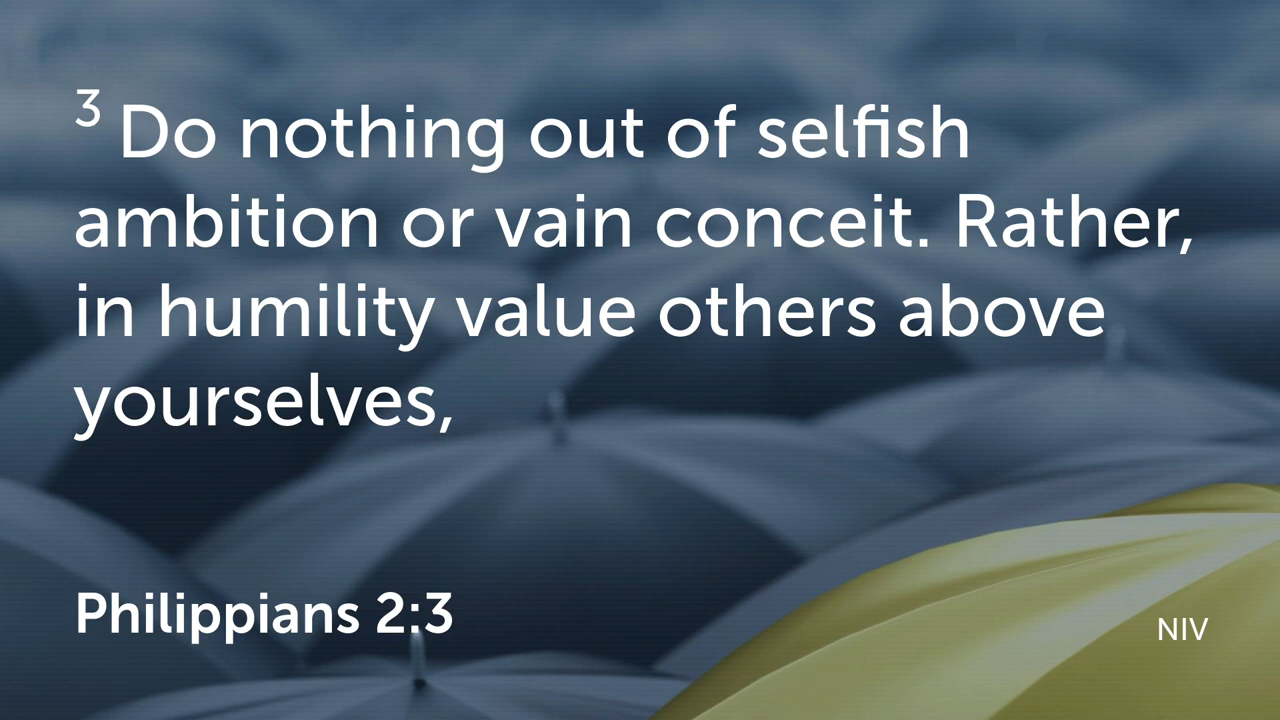 3 Do nothing out of selfish
ambition or vain conceit. Rather,
in humility value others above
yourselves,
Philippians 2:3
NIV